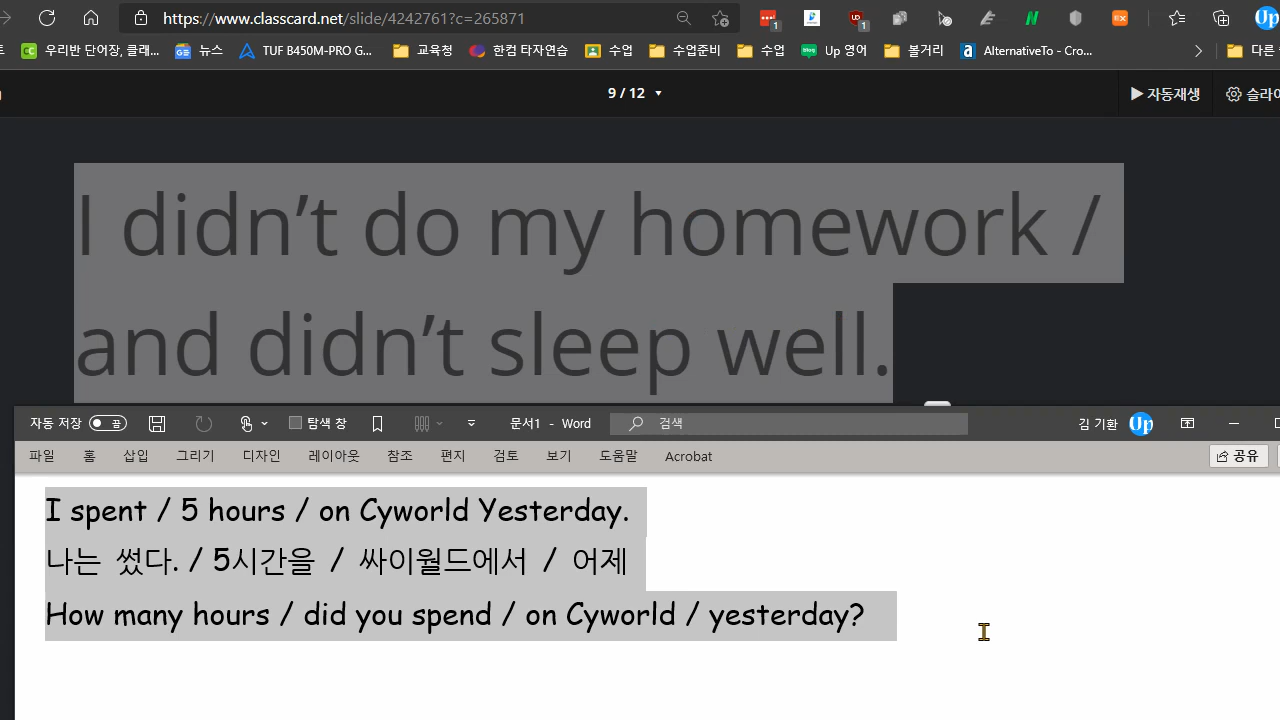 https://www.classcard.net/slide/4242761?c=265871
우리반 단어장, 클래... 뉴스 TUF B450M-PRO G... 교육청 한컴 타자연습 수업 수업준비 수업 Up 영어 볼거리 AlternativeTo - Cro... 다른
9 / 12 자동재생 슬라이
I didn’t do my homework /
and didn’t sleep well.
자동 저장 끔 탐색 창 문서1 - Word 검색 김 기환 Up
파일 홈 삽입 그리기 디자인 레이아웃 참조 편지 검토 보기 도움말 Acrobat 공유
I spent / 5 hours / on Cyworld Yesterday.
나는 썼다. / 5시간을 / 싸이월드에서 / 어제
How many hours / did you spend / on Cyworld / yesterday?